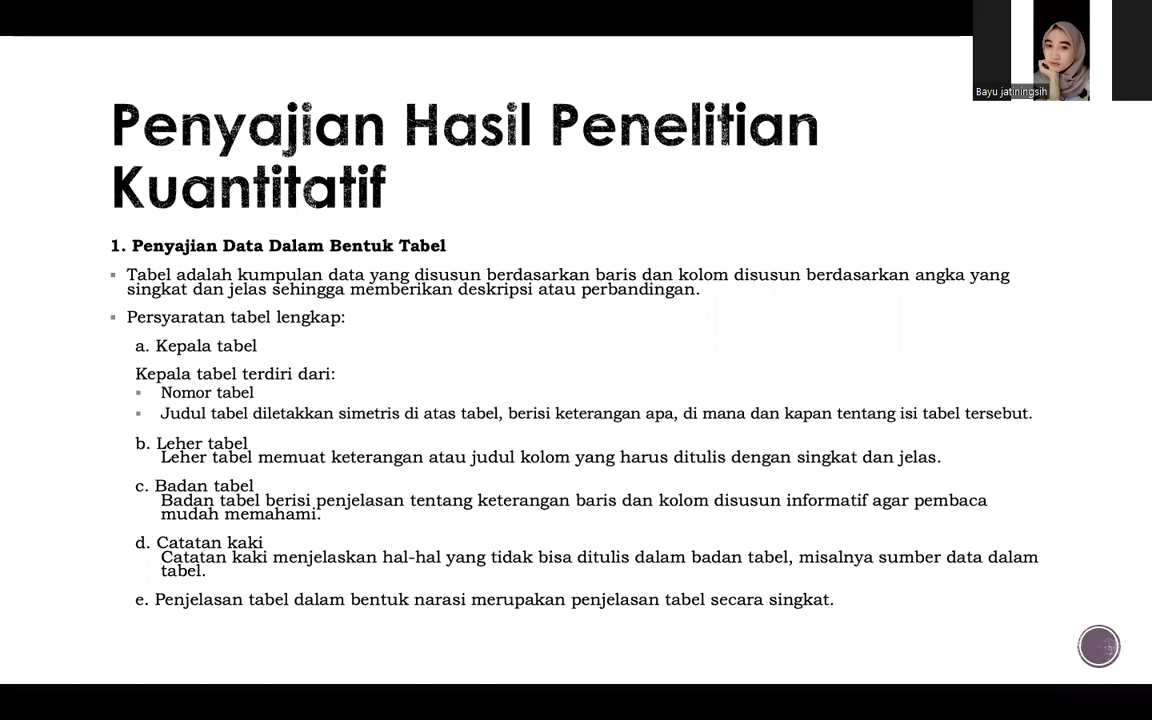 Bayu jatiningsih
Penyajian Hasil Penelitian
Kuantitatif
1. Penyajian Data Dalam Bentuk Tabel
▪ Tabel adalah kumpulan data yang disusun berdasarkan baris dan kolom disusun berdasarkan angka yang
singkat dan jelas sehingga memberikan deskripsi atau perbandingan.
▪ Persyaratan tabel lengkap:
a. Kepala tabel
Kepala tabel terdiri dari:
▪ Nomor tabel
▪ Judul tabel diletakkan simetris di atas tabel, berisi keterangan apa, di mana dan kapan tentang isi tabel tersebut.
b. Leher tabel
Leher tabel memuat keterangan atau judul kolom yang harus ditulis dengan singkat dan jelas.
c. Badan tabel
Badan tabel berisi penjelasan tentang keterangan baris dan kolom disusun informatif agar pembaca
mudah memahami.
d. Catatan kaki
Catatan kaki menjelaskan hal-hal yang tidak bisa ditulis dalam badan tabel, misalnya sumber data dalam
tabel.
e. Penjelasan tabel dalam bentuk narasi merupakan penjelasan tabel secara singkat.